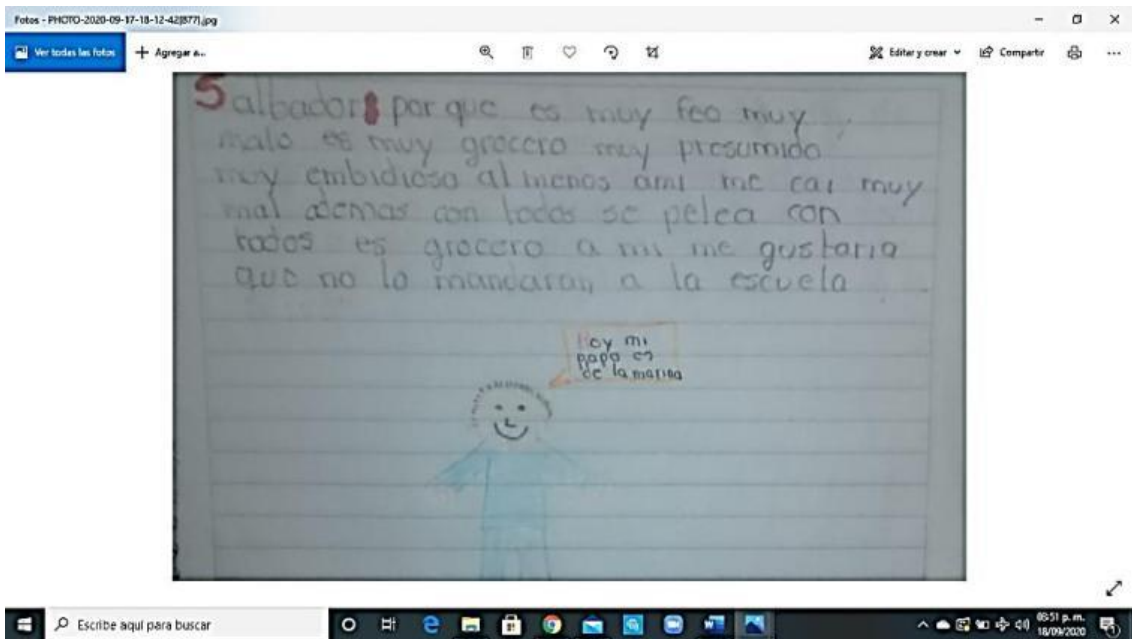 Fotos - PHOTO-2020-09-17-18-12-42[877].jpg
Ver todas las fotos
Agregar a...
Editar y crear
Compartir
Salbador por que es muy feo muy
malo es muy grocero muy presumido
muy embidioso al menos ami me cai muy
mal ademas con todos se pelea con
todos es grocero a mi me gustaria
que no lo mandaran a la escuela
Hoy mi
papa es
de la marina
Escribe aquí para buscar
06:51 p. m.
18/09/2020